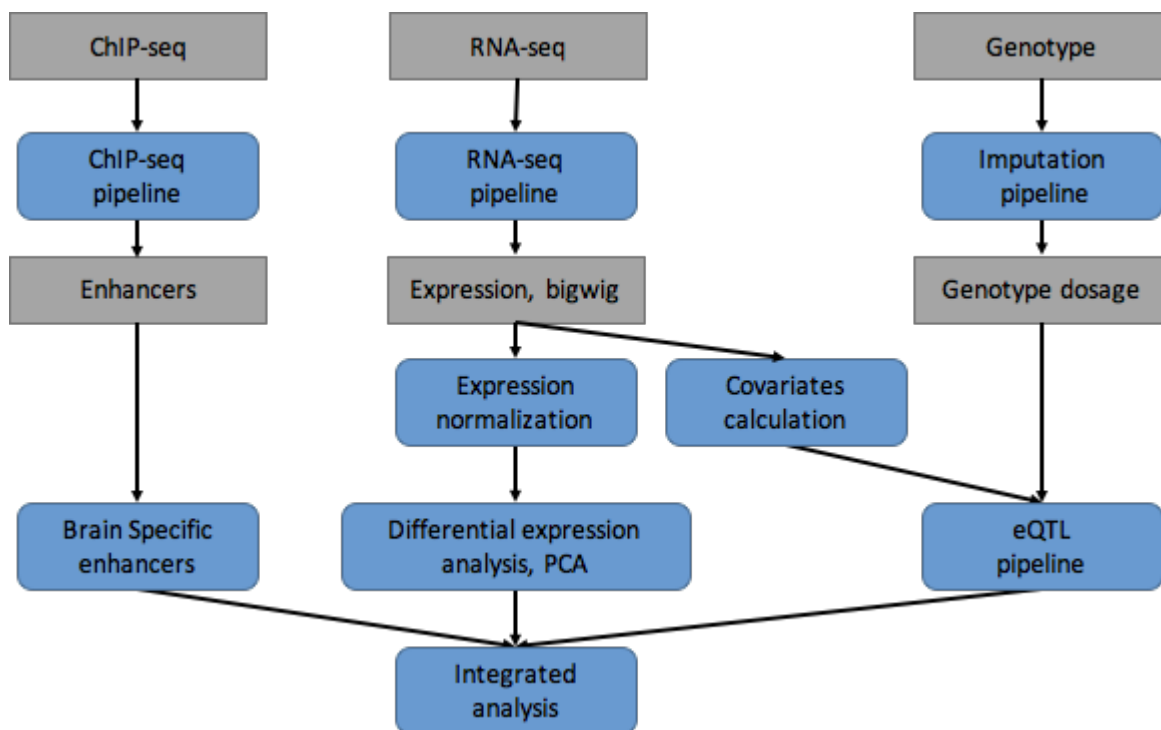 ChIP-seq
RNA-seq
Genotype
ChIP-seq
pipeline
RNA-seq
pipeline
Imputation
pipeline
Enhancers
Expression, bigwig
Genotype dosage
Expression
normalization
Covariates
calculation
Brain Specific
enhancers
Differential expression
analysis, PCA
eQTL
pipeline
Integrated
analysis